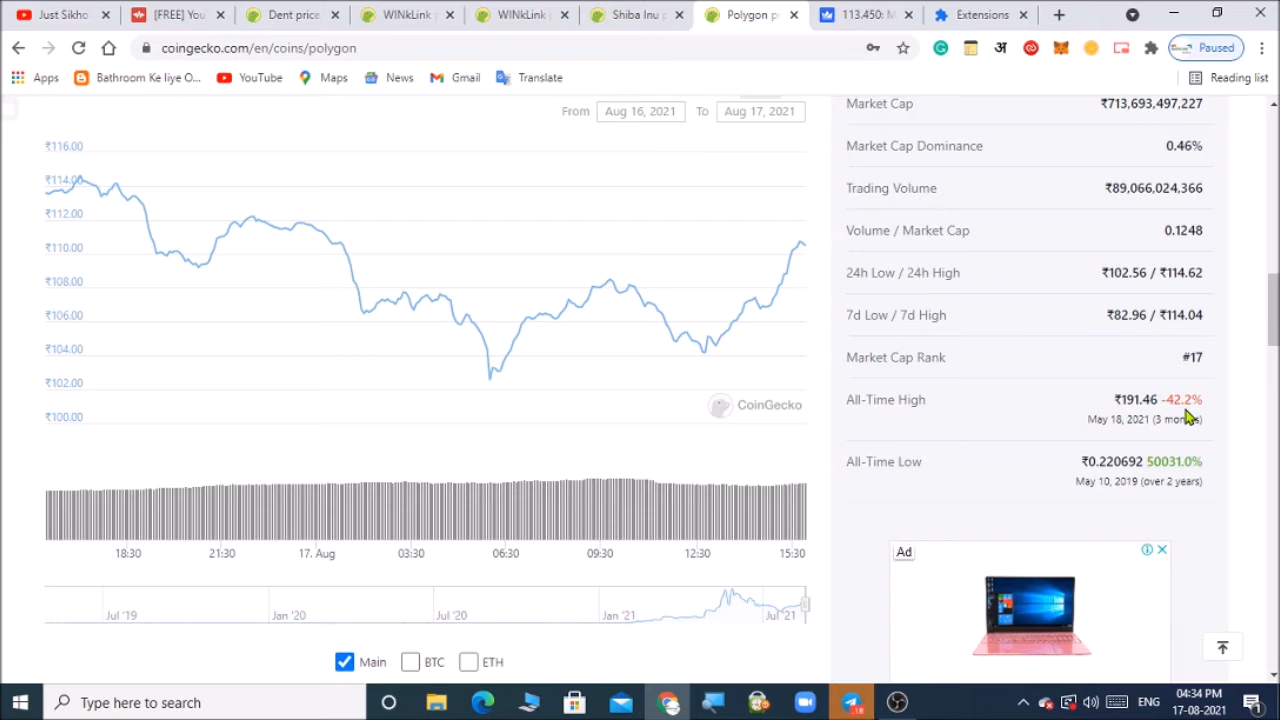 Just Sikho
[FREE] You
Dent price
WINkLink p
WINkLink p
Shiba Inu p
Polygon p
113.450: M
Extensions
coingecko.com/en/coins/polygon
अ
Paused
Apps
Bathroom Ke liye O...
YouTube
Maps
News
Gmail
Translate
Reading list
From Aug 16, 2021 To Aug 17, 2021
₹116.00
₹114.00
₹112.00
₹110.00
₹108.00
₹106.00
₹104.00
₹102.00
₹100.00
CoinGecko
18:30 21:30 17. Aug 03:30 06:30 09:30 12:30 15:30
Jul '19 Jan '20 Jul '20 Jan '21 Jul '21
Main BTC ETH
Market Cap ₹713,693,497,227
Market Cap Dominance 0.46%
Trading Volume ₹89,066,024,366
Volume / Market Cap 0.1248
24h Low / 24h High ₹102.56 / ₹114.62
7d Low / 7d High ₹82.96 / ₹114.04
Market Cap Rank #17
All-Time High ₹191.46 -42.2%
May 18, 2021 (3 months)
All-Time Low ₹0.220692 50031.0%
May 10, 2019 (over 2 years)
Ad
Type here to search
18
ENG
04:34 PM
17-08-2021
1